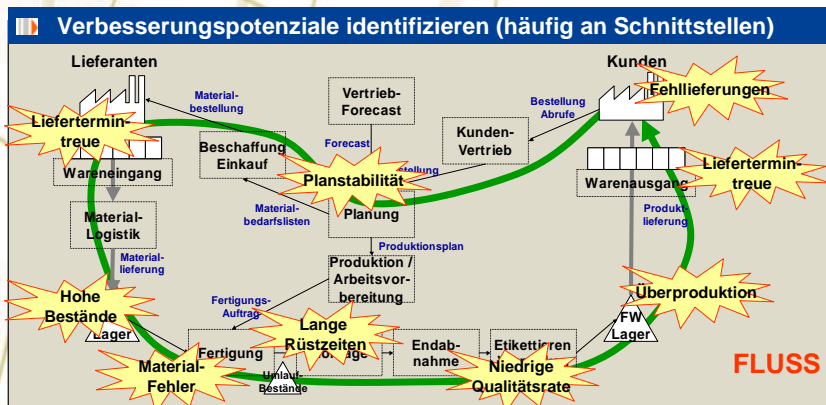 Verbesserungspotenziale identifizieren (häufig an Schnittstellen)
Lieferanten
Kunden
Material-
bestellung
Vertrieb-
Forecast
Bestellung
Abrufe
Fehllieferungen
Liefertermin-
treue
Beschaffung
Einkauf
Forecast
Kunden-
Vertrieb
Wareneingang
Planstabilität
Warenausgang
Liefertermin-
treue
Material-
Logistik
Material-
bedarfslisten
Planung
Produkt-
lieferung
Material-
lieferung
Produktionsplan
Produktion /
Arbeitsvor-
bereitung
Hohe
Bestände
Lager
Fertigungs-
Auftrag
Lange
Rüstzeiten
Überproduktion
FW
Lager
Material-
Fehler
Fertigung
Endab-
nahme
Etikettieren
Niedrige
Qualitätsrate
Umlauf-
Bestände
FLUSS